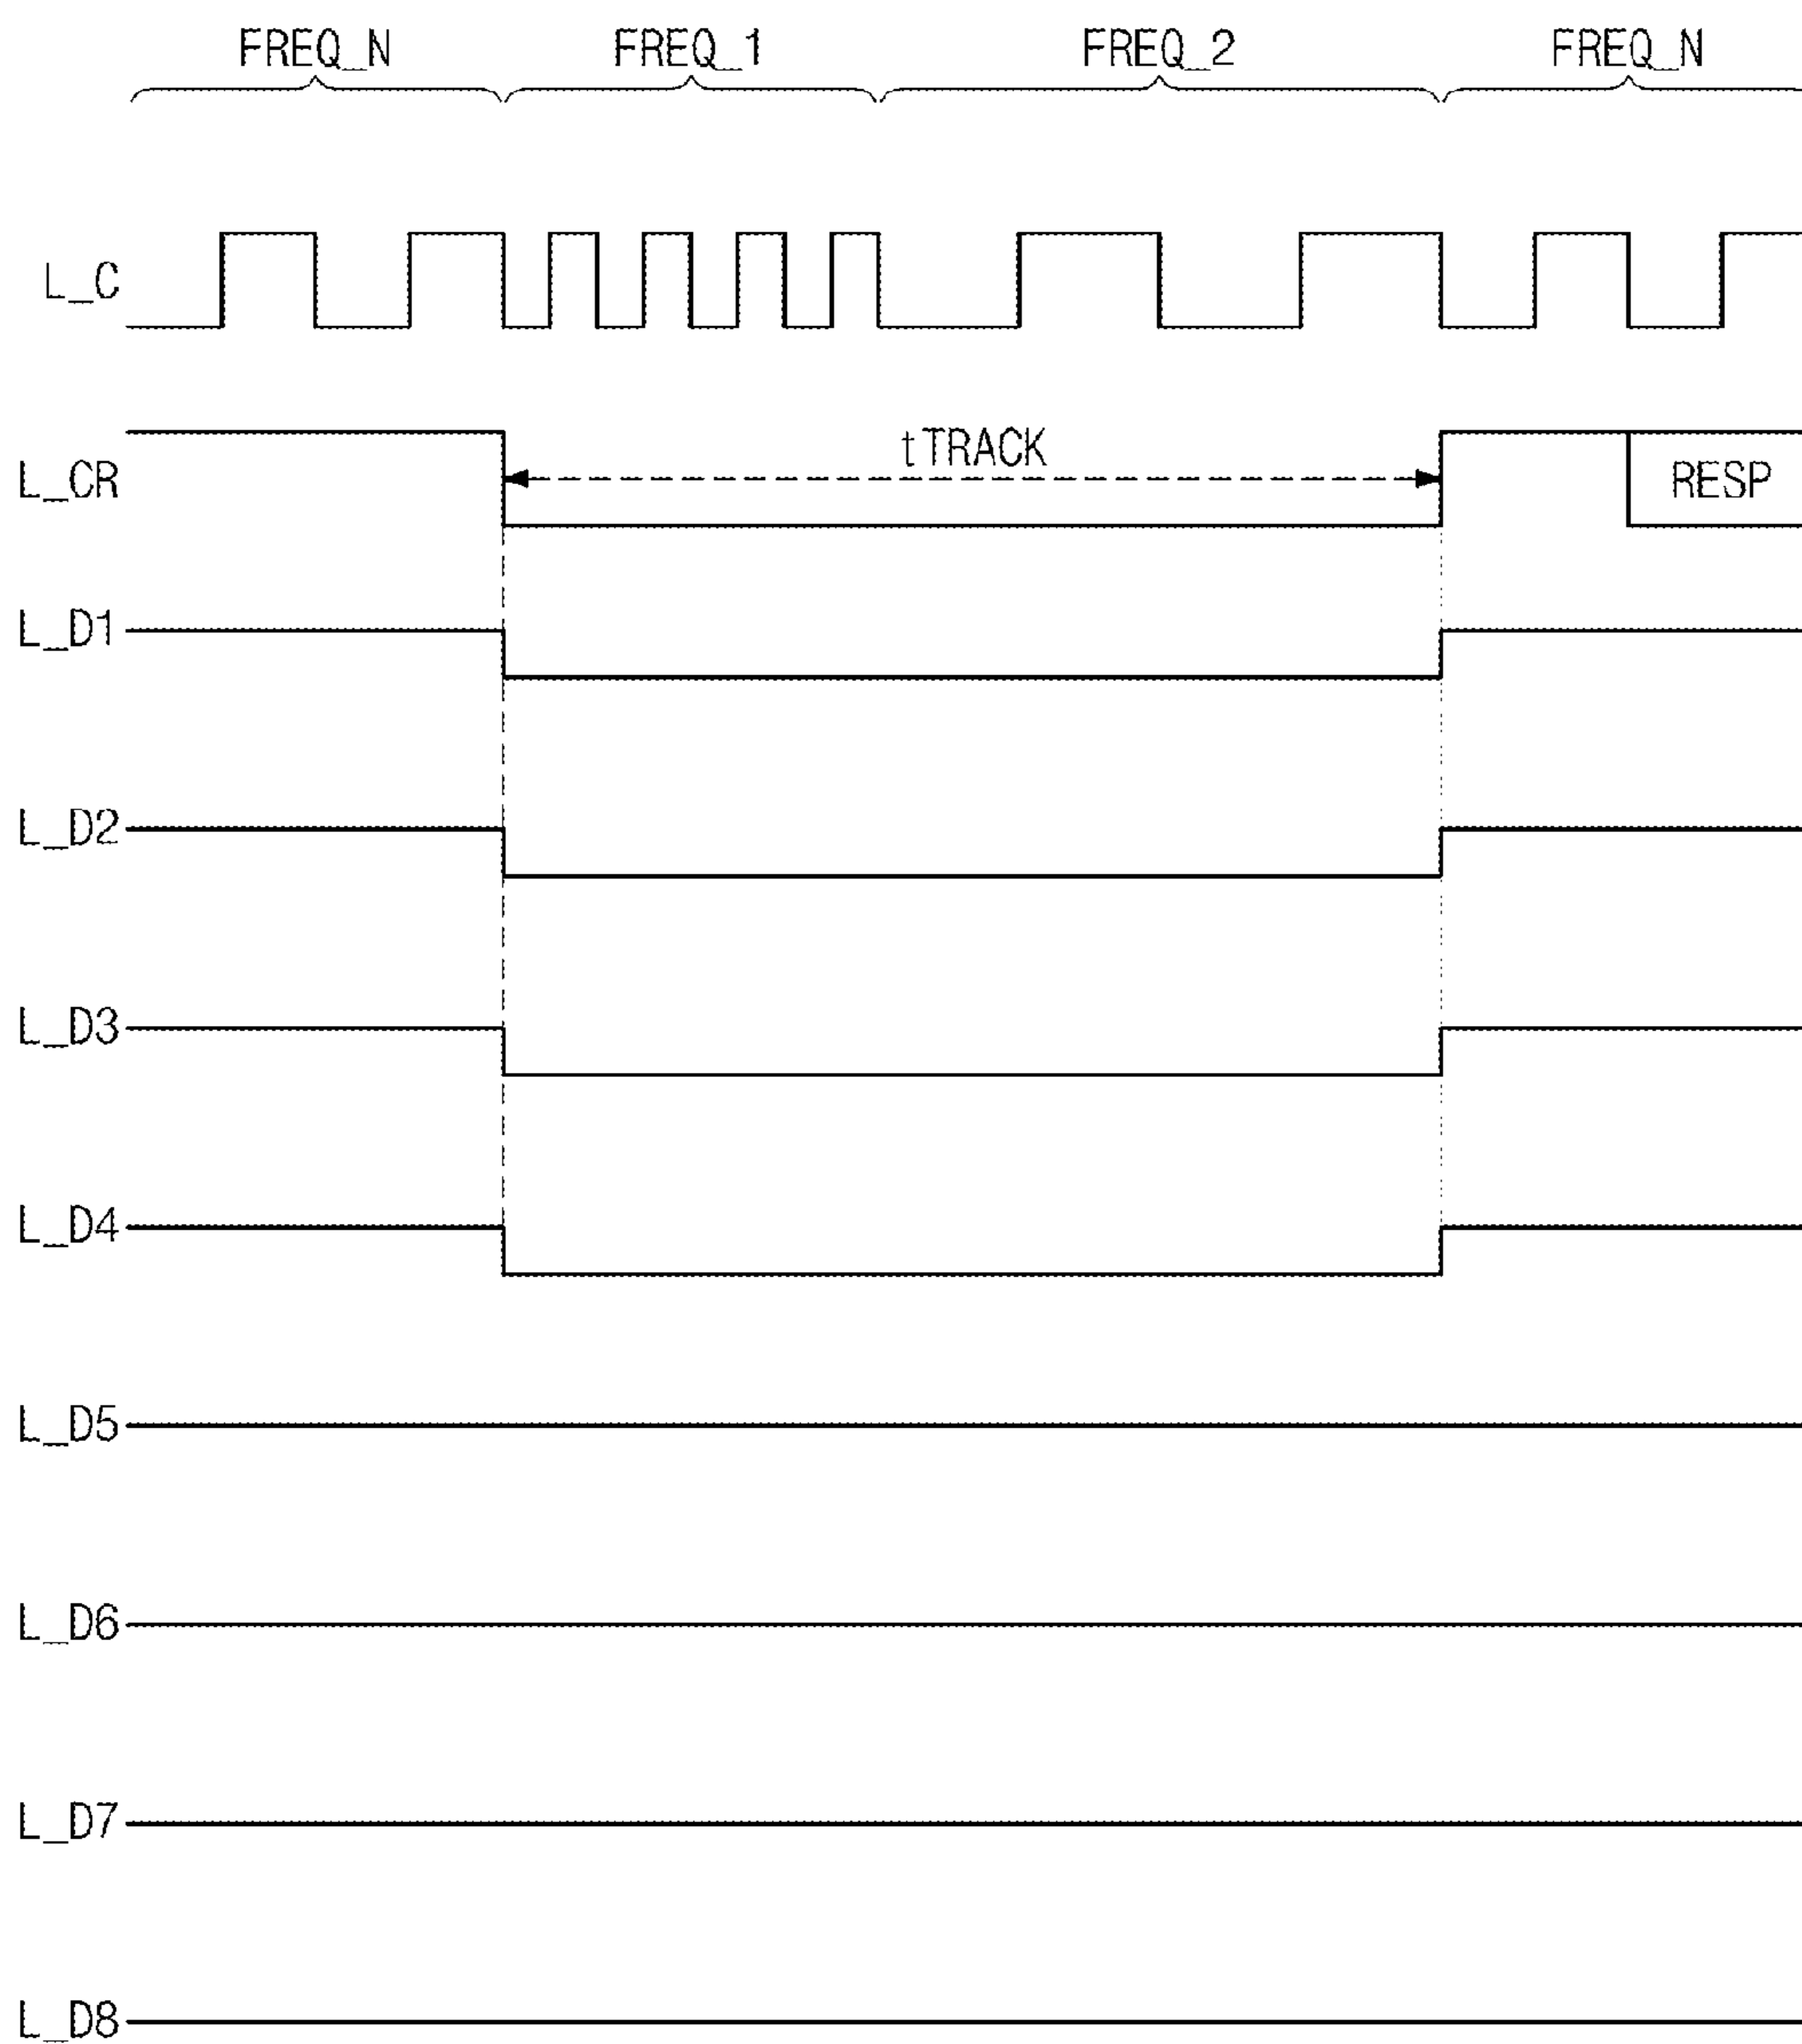 FREQ_N FREQ_1 FREQ_2 FREQ_N
L_C
tTRACK
L_CR RESP
L_D1
L_D2
L_D3
L_D4
L_D5
L_D6
L_D7
L_D8